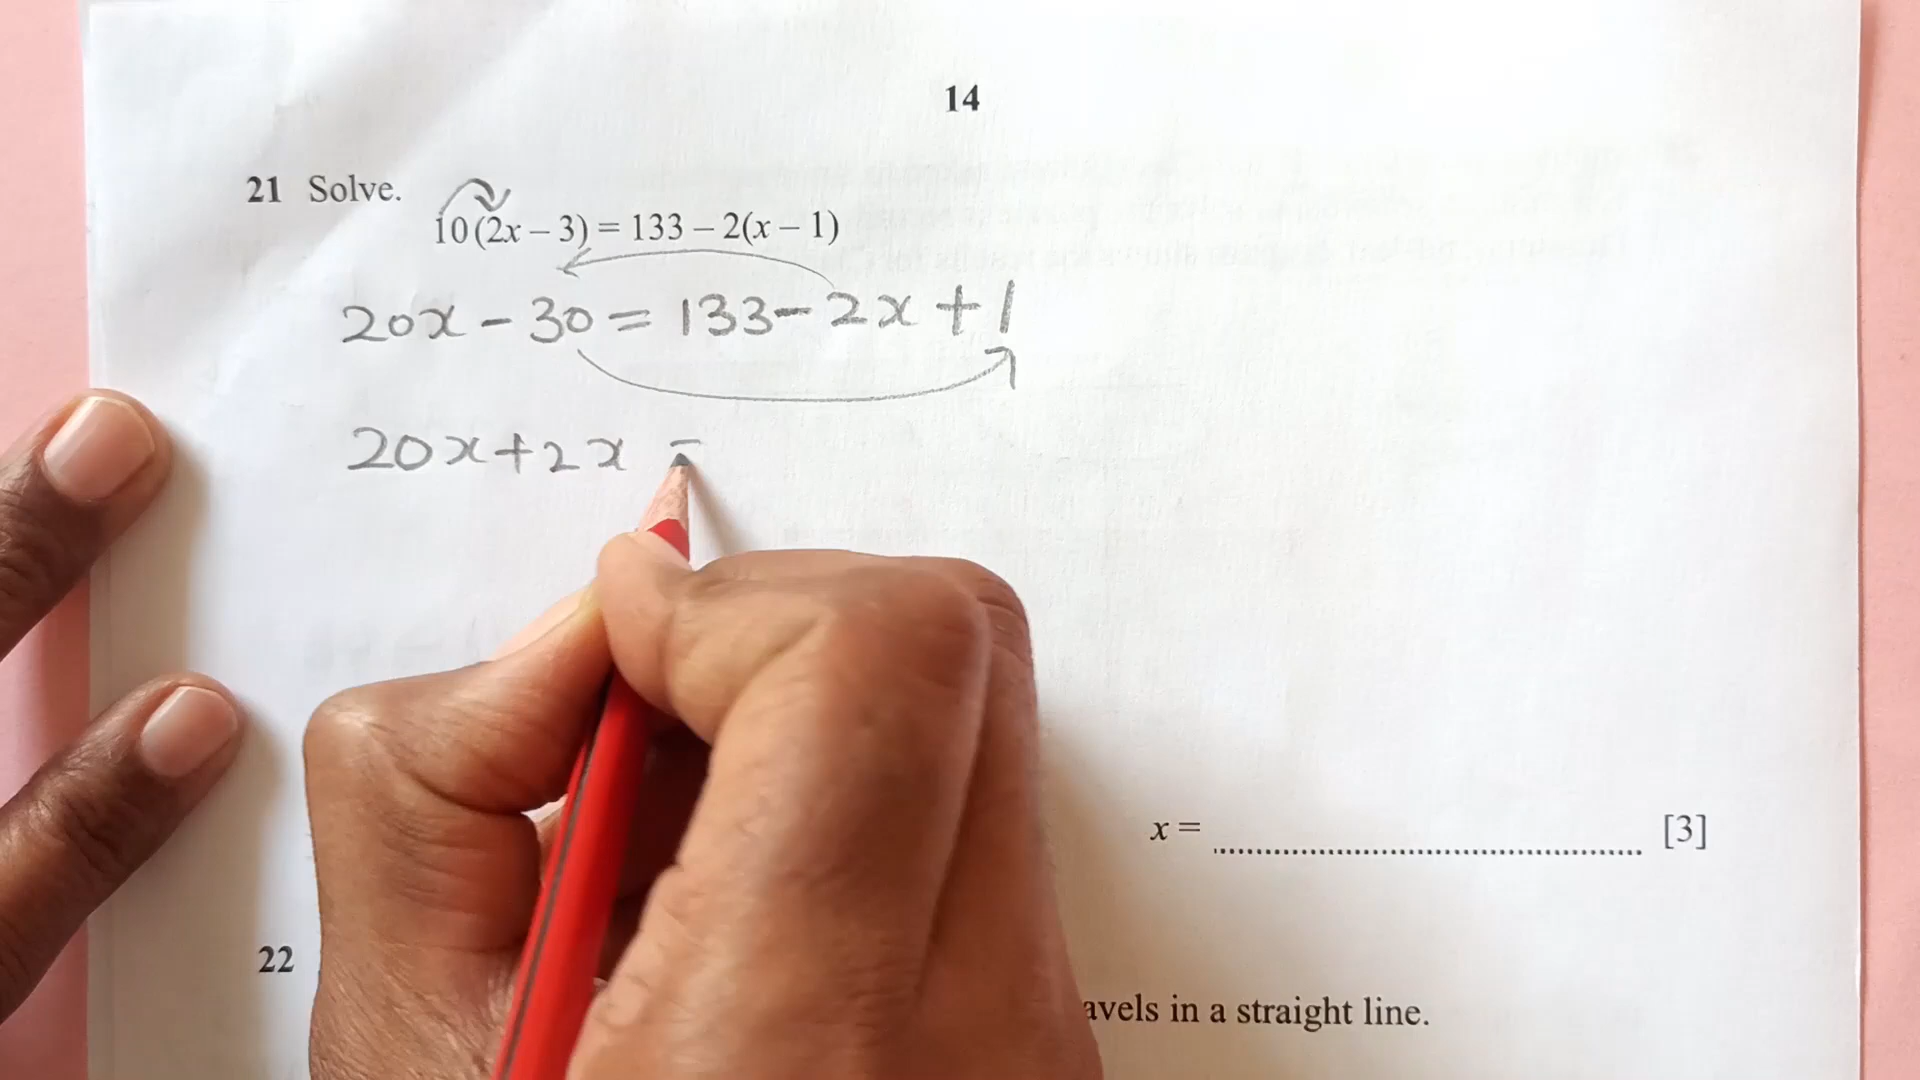 14
21 Solve.
10(2x – 3) = 133 – 2(x – 1)
20x - 30 = 133 - 2x + 1
20x + 2x =
x = [3]
22
avels in a straight line.